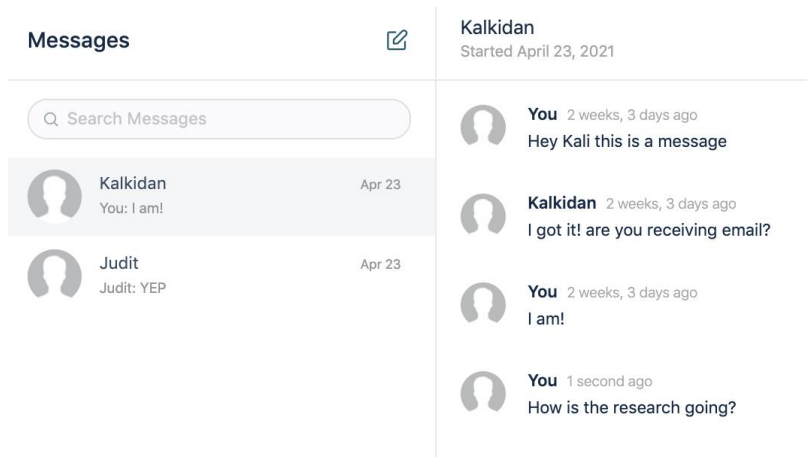 Messages
Search Messages
Kalkidan Apr 23
You: I am!
Judit Apr 23
Judit: YEP
Kalkidan
Started April 23, 2021
You 2 weeks, 3 days ago
Hey Kali this is a message
Kalkidan 2 weeks, 3 days ago
I got it! are you receiving email?
You 2 weeks, 3 days ago
I am!
You 1 second ago
How is the research going?